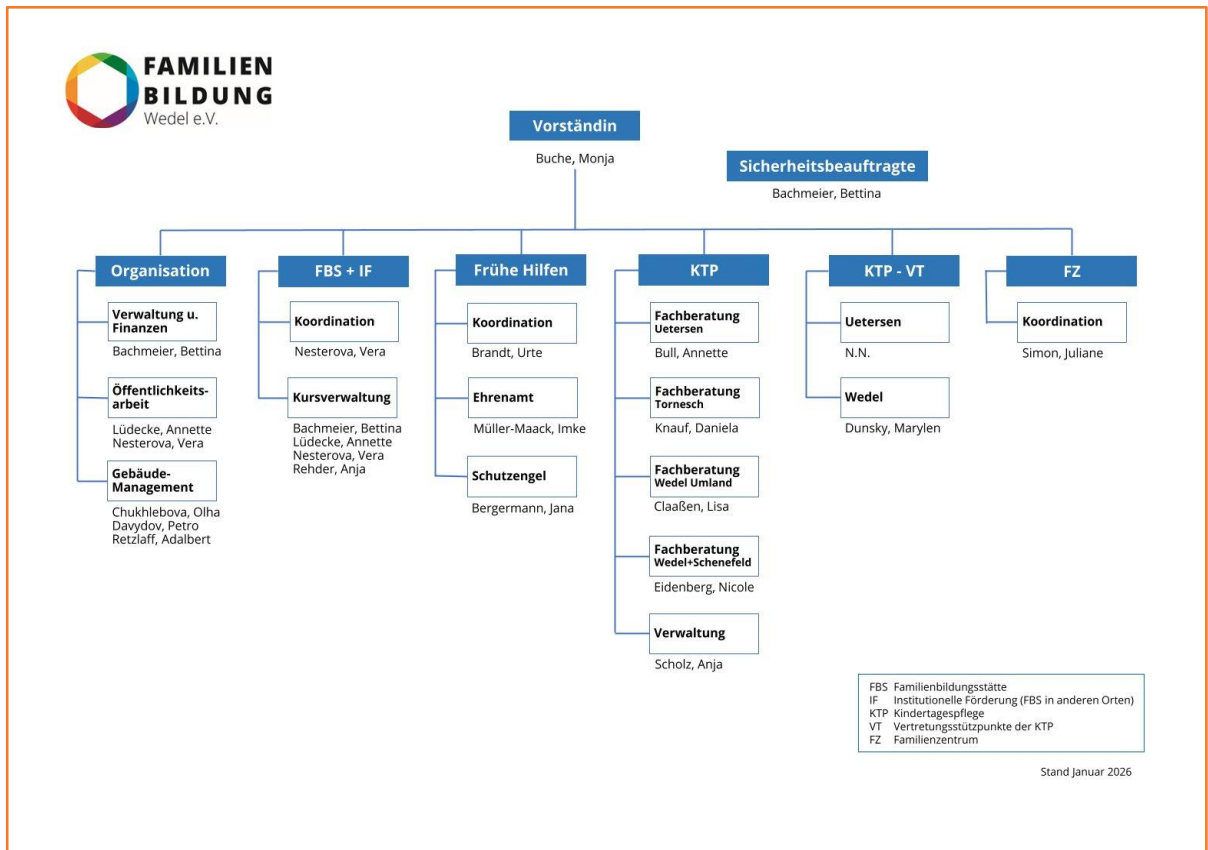 FAMILIEN
BILDUNG
Wedel e.V.
Vorständin
Buche, Monja
Sicherheitsbeauftragte
Bachmeier, Bettina
Organisation
Verwaltung u.
Finanzen
Bachmeier, Bettina
Öffentlichkeits-
arbeit
Lüdecke, Annette
Nesterova, Vera
Gebäude-
Management
Chukhlebova, Olha
Davydov, Petro
Retzlaff, Adalbert
FBS + IF
Koordination
Nesterova, Vera
Kursverwaltung
Bachmeier, Bettina
Lüdecke, Annette
Nesterova, Vera
Rehder, Anja
Frühe Hilfen
Koordination
Brandt, Urte
Ehrenamt
Müller-Maack, Imke
Schutzengel
Bergermann, Jana
KTP
Fachberatung
Uetersen
Bull, Annette
Fachberatung
Tornesch
Knauf, Daniela
Fachberatung
Wedel Umland
Claaßen, Lisa
Fachberatung
Wedel+Schenefeld
Eidenberg, Nicole
Verwaltung
Scholz, Anja
KTP - VT
Uetersen
N.N.
Wedel
Dunsky, Marylen
FZ
Koordination
Simon, Juliane
FBS Familienbildungsstätte
IF Institutionelle Förderung (FBS in anderen Orten)
KTP Kindertagespflege
VT Vertretungsstützpunkte der KTP
FZ Familienzentrum
Stand Januar 2026